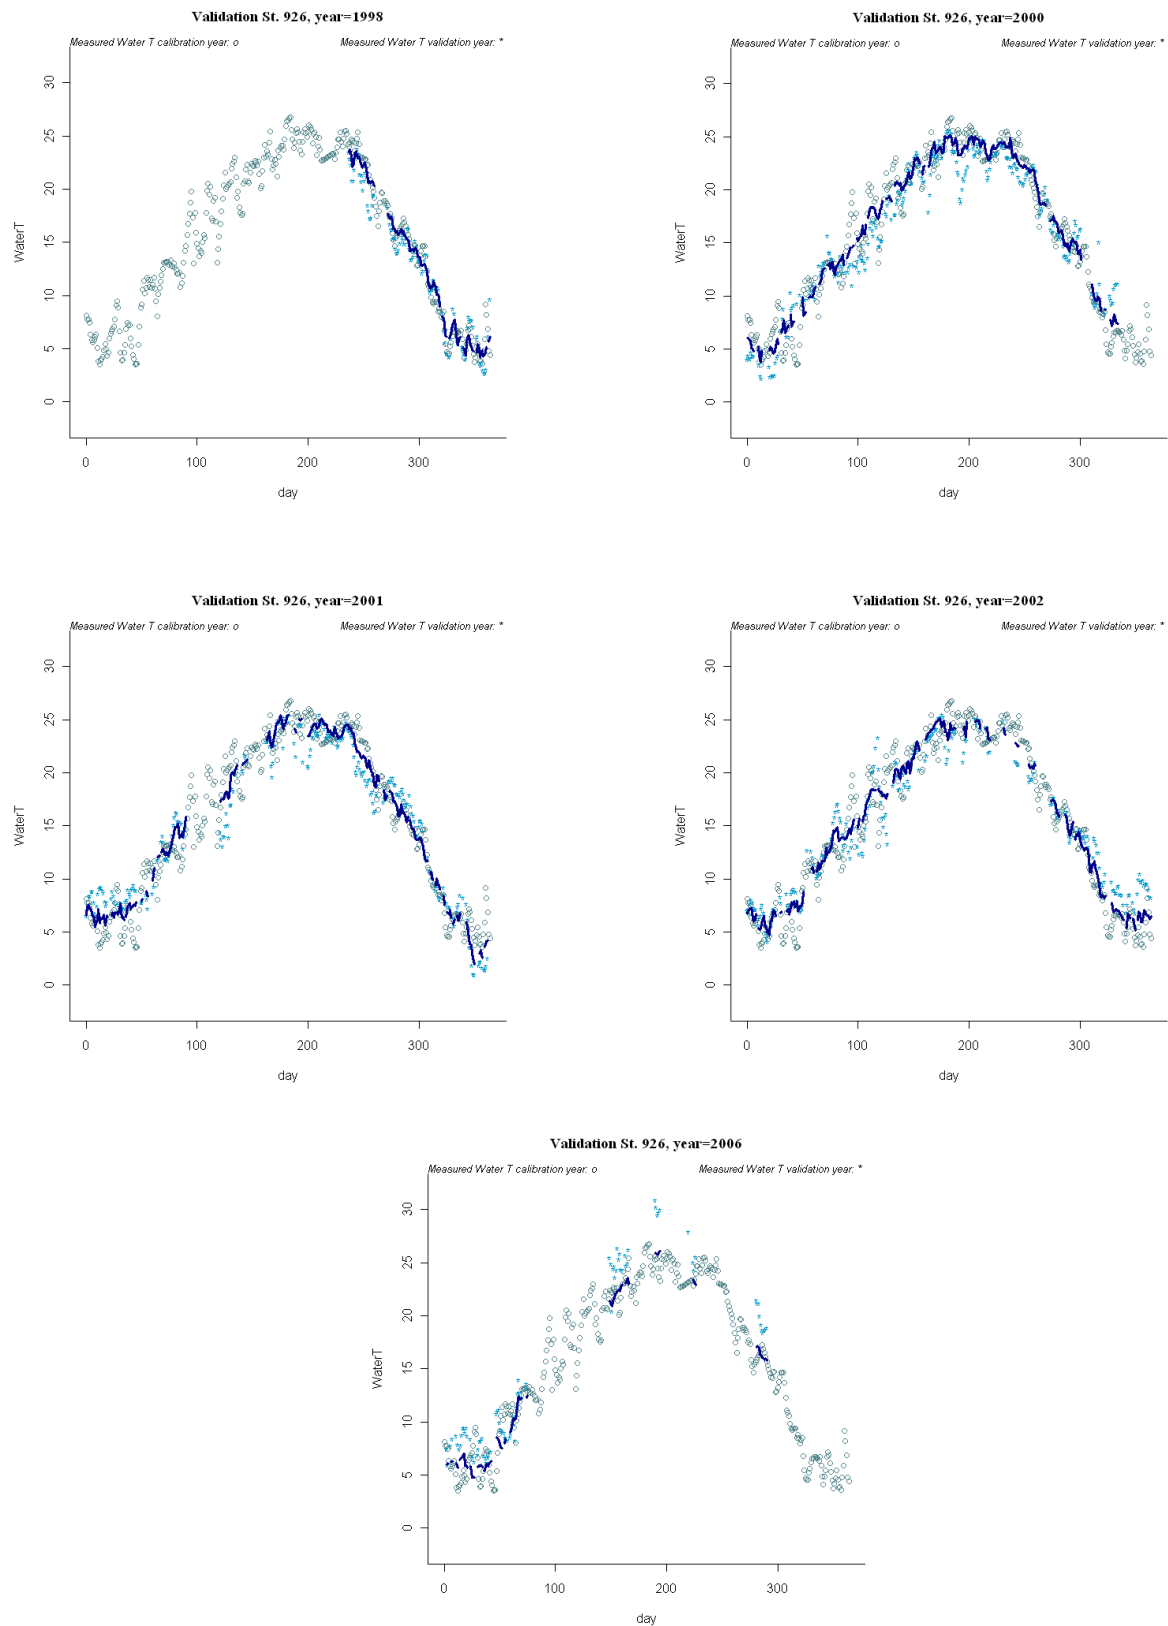 Validation St. 926, year=1998
Measured Water T calibration year: o Measured Water T validation year: *
WaterT
0 5 10 15 20 25 30
0 100 200 300
day
Validation St. 926, year=2000
Measured Water T calibration year: o Measured Water T validation year: *
WaterT
0 5 10 15 20 25 30
0 100 200 300
day
Validation St. 926, year=2001
Measured Water T calibration year: o Measured Water T validation year: *
WaterT
0 5 10 15 20 25 30
0 100 200 300
day
Validation St. 926, year=2002
Measured Water T calibration year: o Measured Water T validation year: *
WaterT
0 5 10 15 20 25 30
0 100 200 300
day
Validation St. 926, year=2006
Measured Water T calibration year: o Measured Water T validation year: *
WaterT
0 5 10 15 20 25 30
0 100 200 300
day